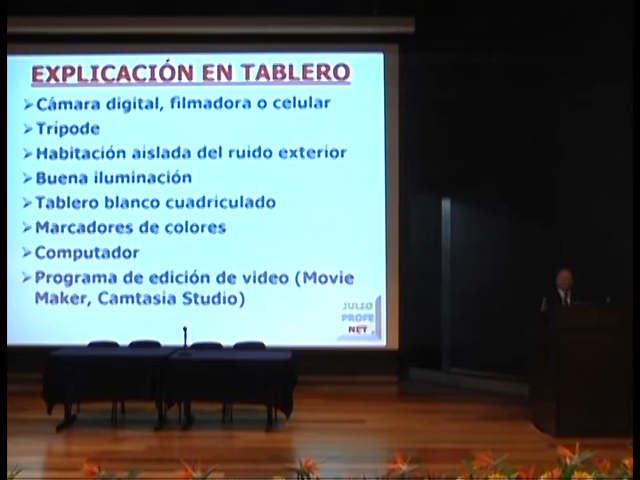 EXPLICACIÓN EN TABLERO
➢Cámara digital, filmadora o celular
➢Trípode
➢Habitación aislada del ruido exterior
➢Buena iluminación
➢Tablero blanco cuadriculado
➢Marcadores de colores
➢Computador
➢Programa de edición de video (Movie
Maker, Camtasia Studio)
JULIO
PROFE
NET